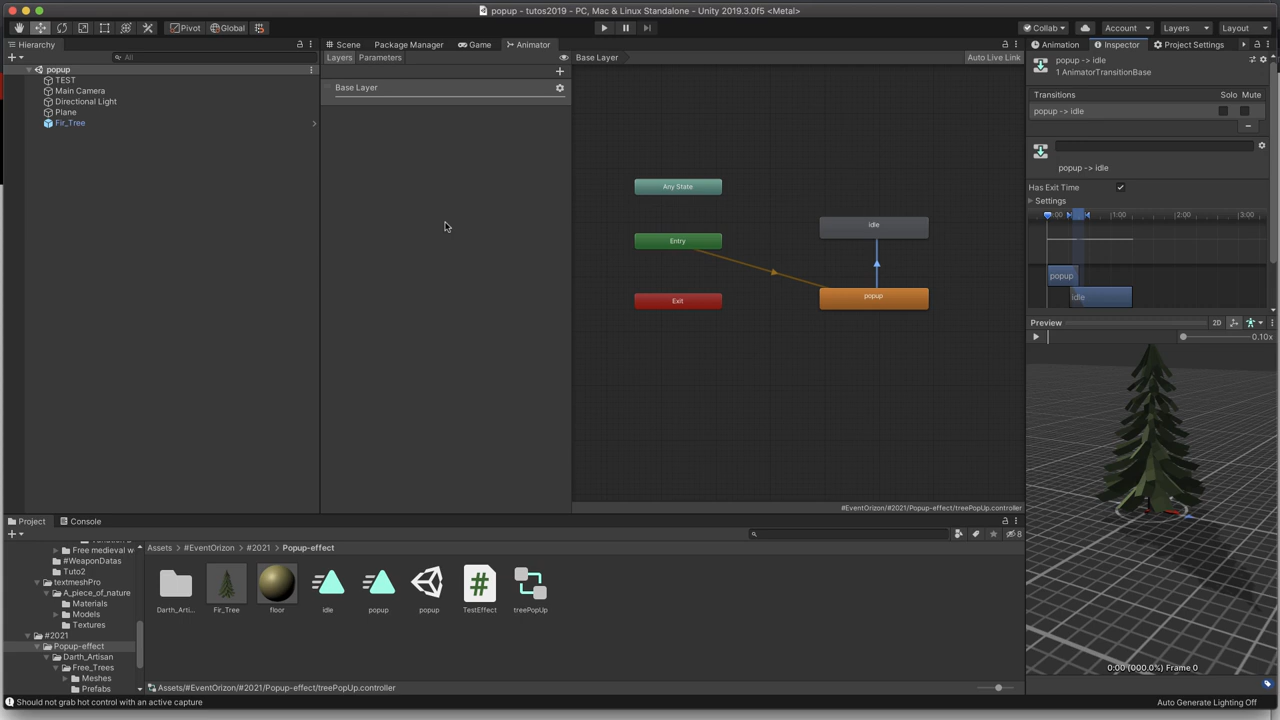 popup - tutos2019 - PC, Mac & Linux Standalone - Unity 2019.3.0f5 <Metal>
Pivot Global Collab Account Layers Layout
Hierarchy Scene Package Manager Game Animator Animation Inspector Project Settings
All Layers Parameters Base Layer Auto Live Link popup -> idle
popup 1 AnimatorTransitionBase
TEST
Main Camera Base Layer
Directional Light
Plane
Fir_Tree
Transitions Solo Mute
popup -> idle
popup -> idle
Has Exit Time
Settings
:00 1:00 2:00 3:00
popup
idle
Any State
idle
Entry
popup
Exit
Preview 2D
0.10x
0:00 (000.0%) Frame 0
#EventOrizon/#2021/Popup-effect/treePopUp.controller
Project Console
8
Free medieval w
#WeaponDatas
Tuto2
textmeshPro
A_piece_of_nature
Materials
Models
Textures
#2021
Popup-effect
Darth_Artisan
Free_Trees
Meshes
Prefabs
Assets > #EventOrizon > #2021 > Popup-effect
Darth_Arti... Fir_Tree floor idle popup popup TestEffect treePopUp
Assets/#EventOrizon/#2021/Popup-effect/treePopUp.controller
Should not grab hot control with an active capture Auto Generate Lighting Off